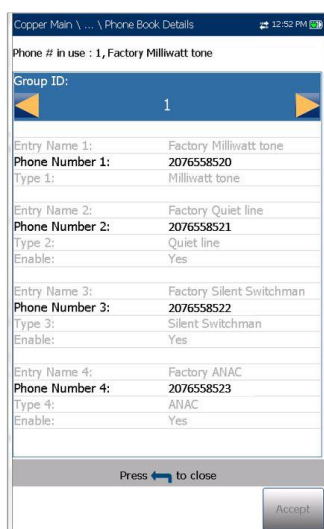 Copper Main \ ... \ Phone Book Details 12:52 PM
Phone # in use : 1, Factory Milliwatt tone
Group ID:
1
Entry Name 1: Factory Milliwatt tone
Phone Number 1: 2076558520
Type 1: Milliwatt tone
Entry Name 2: Factory Quiet line
Phone Number 2: 2076558521
Type 2: Quiet line
Enable: Yes
Entry Name 3: Factory Silent Switchman
Phone Number 3: 2076558522
Type 3: Silent Switchman
Enable: Yes
Entry Name 4: Factory ANAC
Phone Number 4: 2076558523
Type 4: ANAC
Enable: Yes
Press to close
Accept